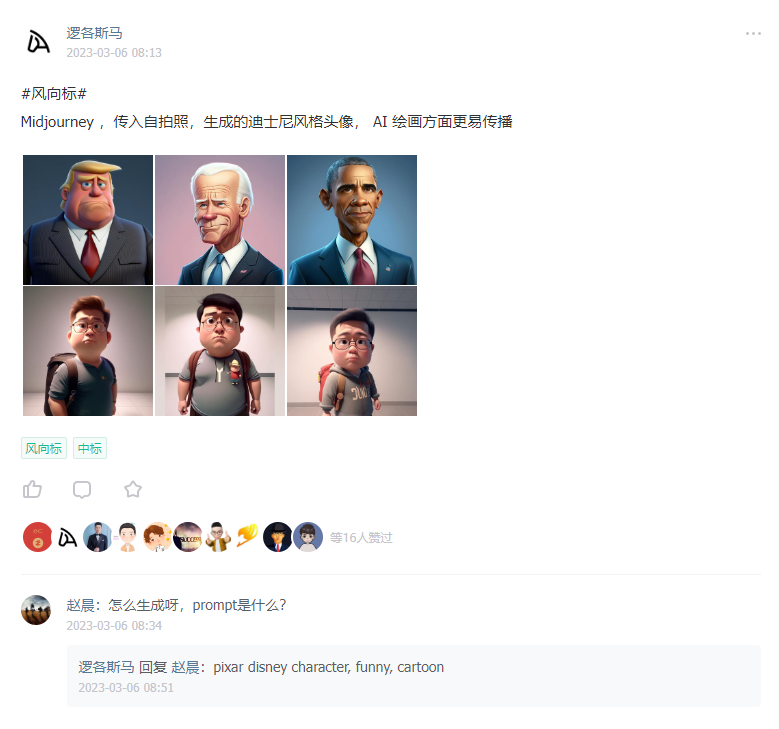 逻各斯马
2023-03-06 08:13
#风向标#
Midjourney ，传入自拍照，生成的迪士尼风格头像， AI 绘画方面更易传播
风向标 中标
SUCCESS
等16人赞过
赵晨：怎么生成呀，prompt是什么？
2023-03-06 08:34
逻各斯马 回复 赵晨：pixar disney character, funny, cartoon
2023-03-06 08:51